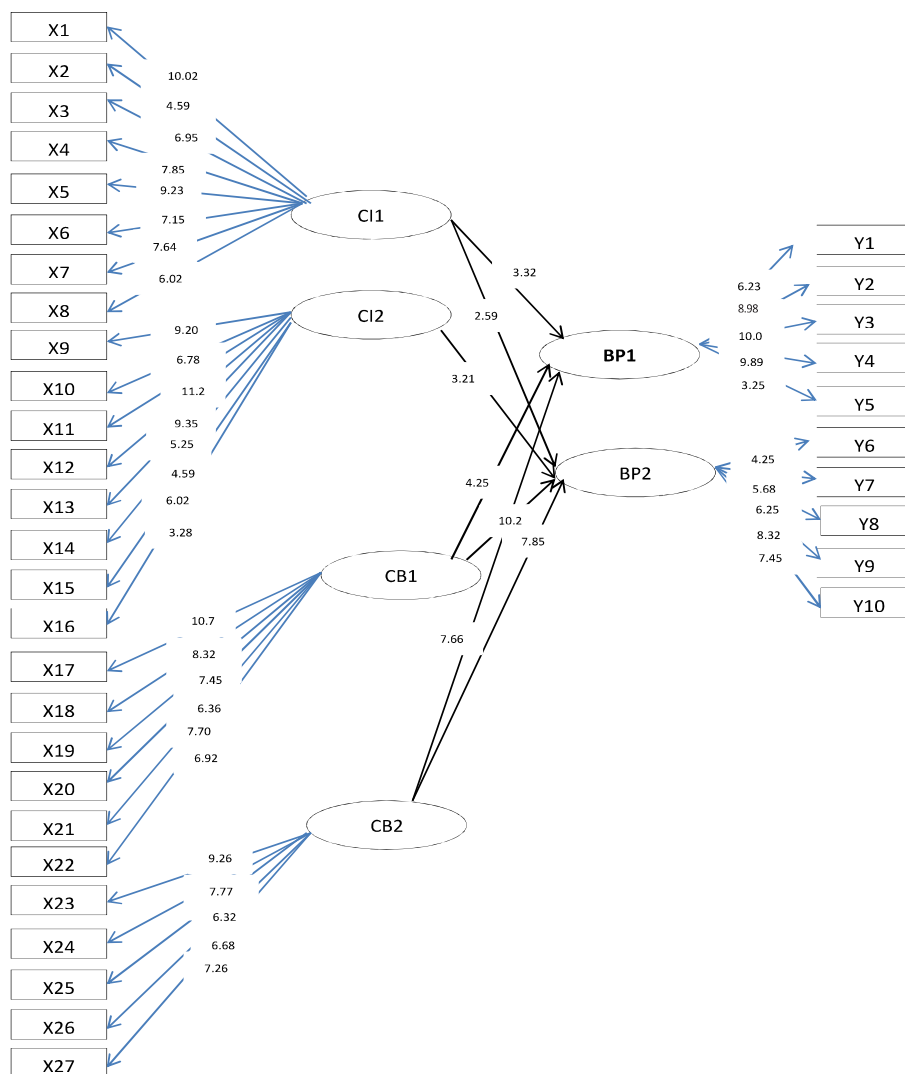 X1
X2
X3
X4
X5
X6
X7
X8
X9
X10
X11
X12
X13
X14
X15
X16
X17
X18
X19
X20
X21
X22
X23
X24
X25
X26
X27
10.02
4.59
6.95
7.85
9.23
7.15
7.64
6.02
9.20
6.78
11.2
9.35
5.25
4.59
6.02
3.28
10.7
8.32
7.45
6.36
7.70
6.92
9.26
7.77
6.32
6.68
7.26
CI1
CI2
CB1
CB2
3.32
2.59
3.21
4.25
10.2
7.85
7.66
BP1
BP2
6.23
8.98
10.0
9.89
3.25
4.25
5.68
6.25
8.32
7.45
Y1
Y2
Y3
Y4
Y5
Y6
Y7
Y8
Y9
Y10